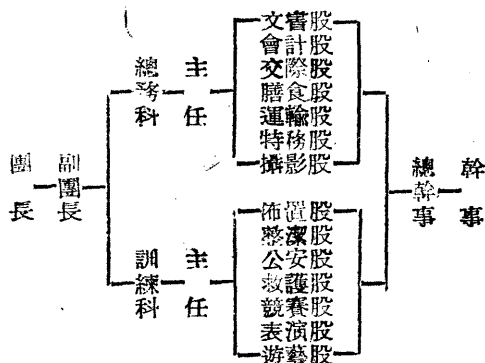 團長
副團長
總務科
主任
文書股
會計股
交際股
膳食股
運輸股
特務股
攝影股
訓練科
主任
佈置股
整潔股
公安股
救護股
競賽股
表演股
遊藝股
總幹事
幹事